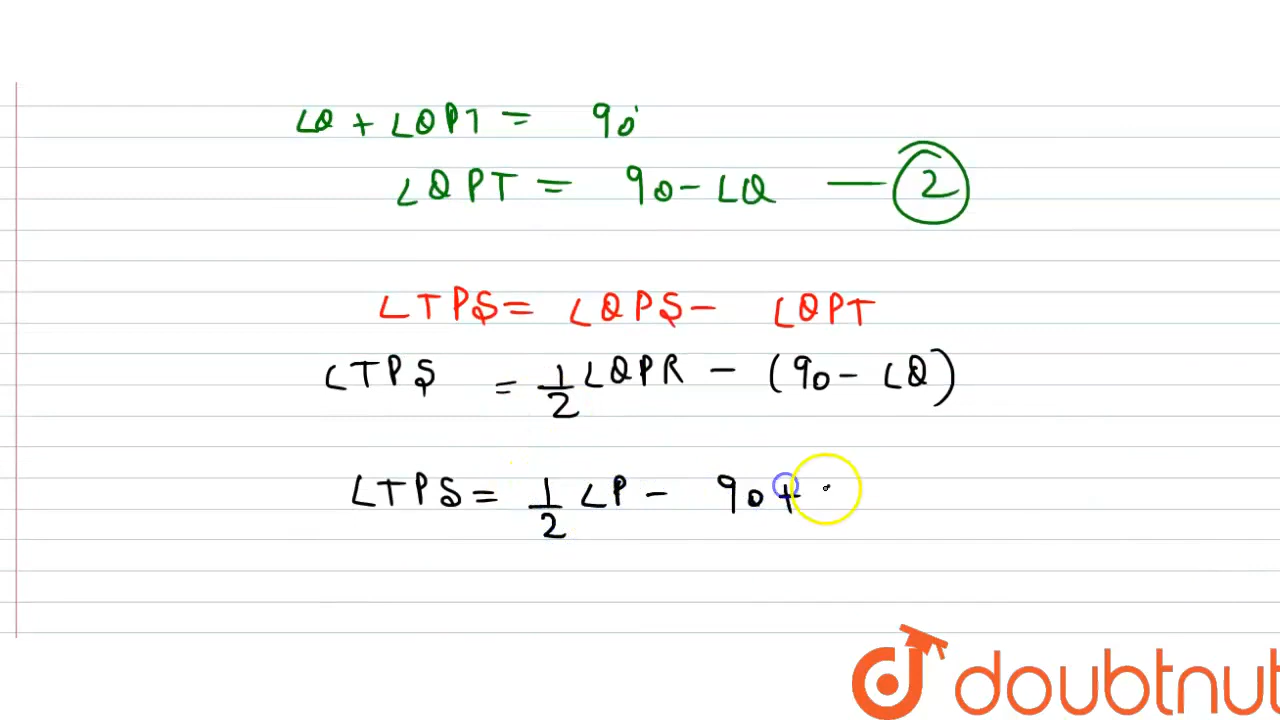 ∠Q + ∠QPT = 90°
∠QPT = 90 - ∠Q — 2
∠TPS = ∠QPS - ∠QPT
∠TPS = 1/2 ∠QPR - (90 - ∠Q)
∠TPS = 1/2 ∠P - 90 +
doubtnut